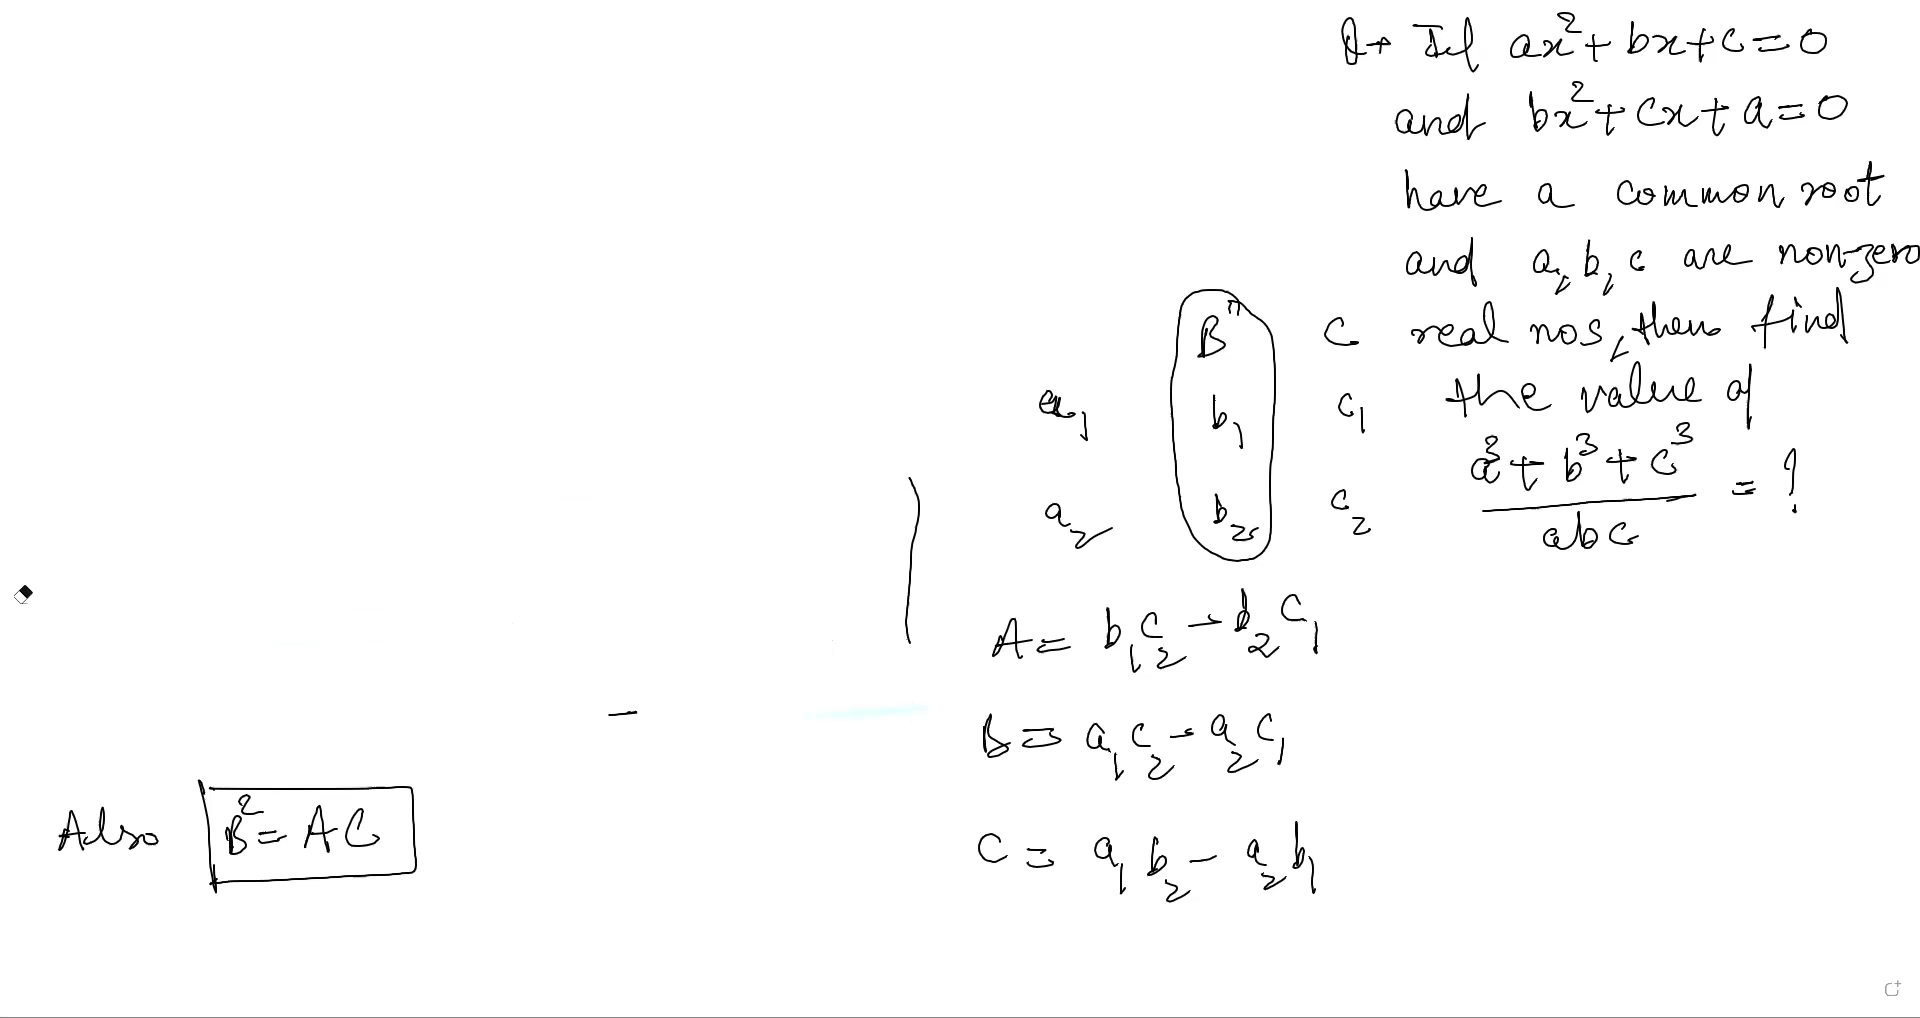 Q→ If ax²+ bx+c=0
and bx²+cx+a=0
have a common root
and a, b, c are non-zero
real nos, then find
the value of
a³+b³+c³
abc
= ?
B C
a₁ b₁ c₁
a₂ b₂ c₂
A= b₁c₂-b₂c₁
B= a₁c₂-a₂c₁
C= a₁b₂-a₂b₁
Also B²=AC